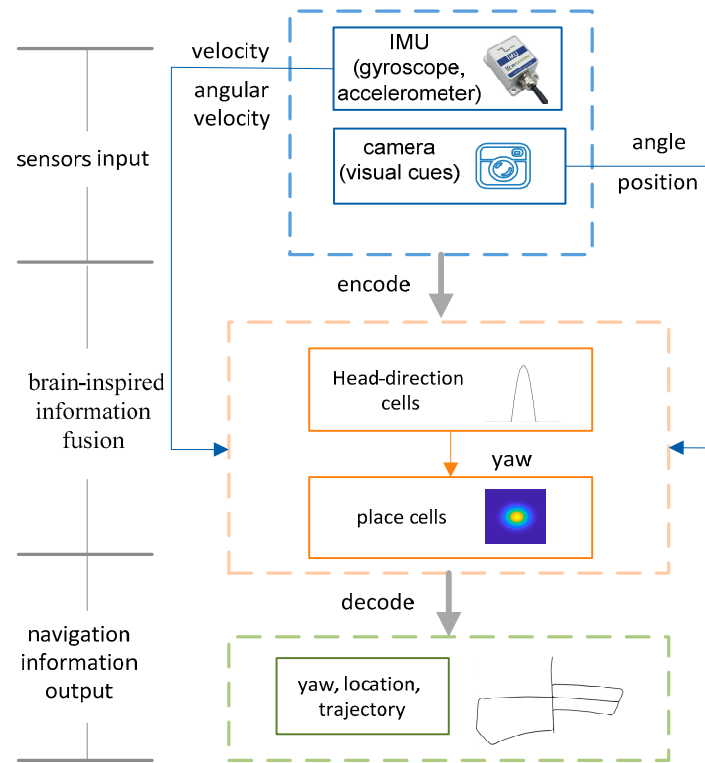 velocity
angular
velocity
IMU
(gyroscope,
accelerometer)
IMU
camera
(visual cues)
angle
position
sensors input
encode
brain-inspired
information
fusion
Head-direction
cells
yaw
place cells
decode
navigation
information
output
yaw, location,
trajectory